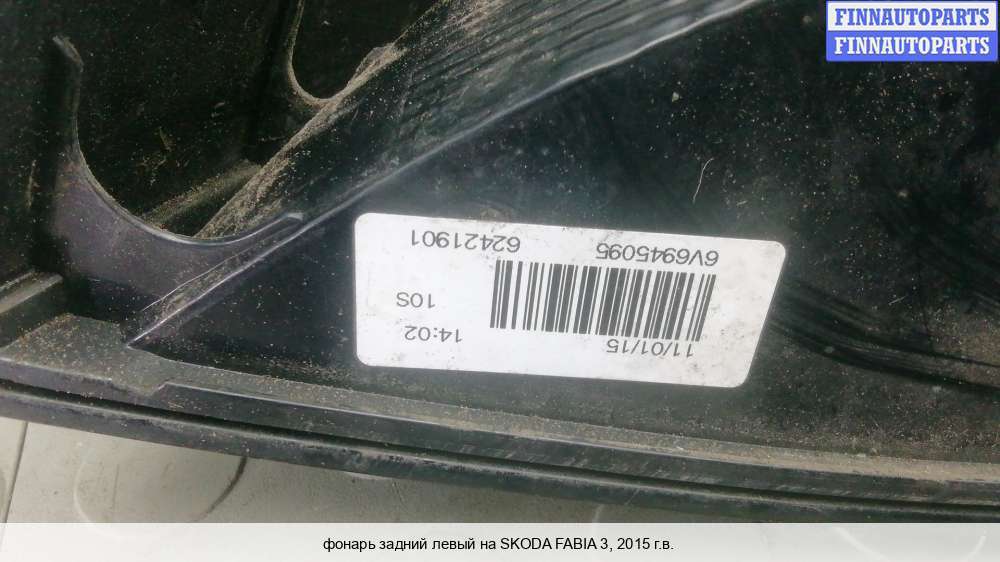 FINNAUTOPARTS
FINNAUTOPARTS
11/01/15
14:02
10S
6V6945095
62421901
фонарь задний левый на SKODA FABIA 3, 2015 г.в.